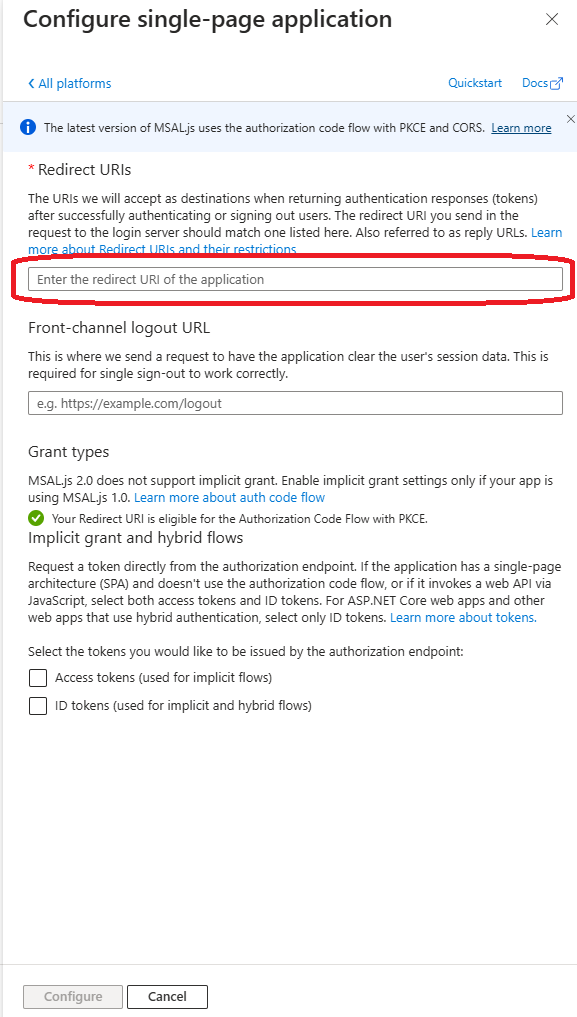 Configure single-page application
All platforms
Quickstart
Docs
The latest version of MSAL.js uses the authorization code flow with PKCE and CORS. Learn more
* Redirect URIs
The URIs we will accept as destinations when returning authentication responses (tokens)
after successfully authenticating or signing out users. The redirect URI you send in the
request to the login server should match one listed here. Also referred to as reply URLs. Learn
more about Redirect URIs and their restrictions
Enter the redirect URI of the application
Front-channel logout URL
This is where we send a request to have the application clear the user's session data. This is
required for single sign-out to work correctly.
e.g. https://example.com/logout
Grant types
MSAL.js 2.0 does not support implicit grant. Enable implicit grant settings only if your app is
using MSAL.js 1.0. Learn more about auth code flow
Your Redirect URI is eligible for the Authorization Code Flow with PKCE.
Implicit grant and hybrid flows
Request a token directly from the authorization endpoint. If the application has a single-page
architecture (SPA) and doesn't use the authorization code flow, or if it invokes a web API via
JavaScript, select both access tokens and ID tokens. For ASP.NET Core web apps and other
web apps that use hybrid authentication, select only ID tokens. Learn more about tokens.
Select the tokens you would like to be issued by the authorization endpoint:
Access tokens (used for implicit flows)
ID tokens (used for implicit and hybrid flows)
Configure
Cancel